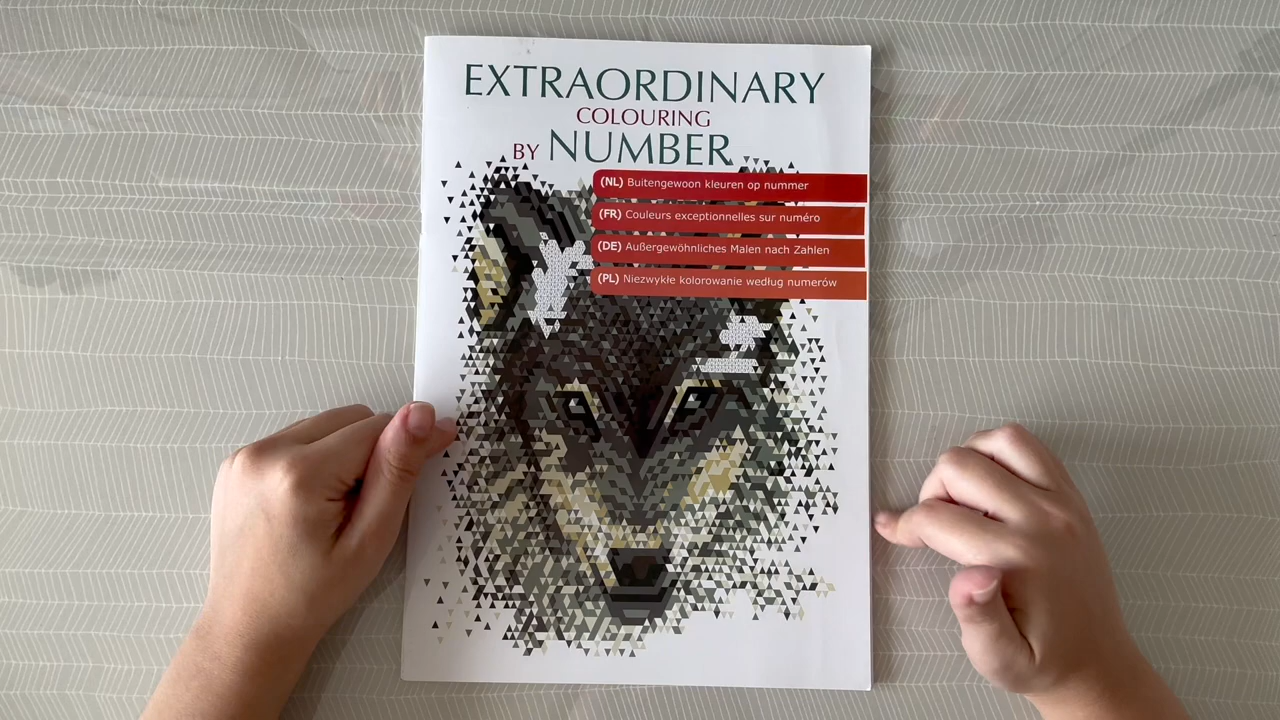 EXTRAORDINARY
COLOURING
BY NUMBER
(NL) Buitengewoon kleuren op nummer
(FR) Couleurs exceptionnelles sur numéro
(DE) Außergewöhnliches Malen nach Zahlen
(PL) Niezwykłe kolorowanie według numerów